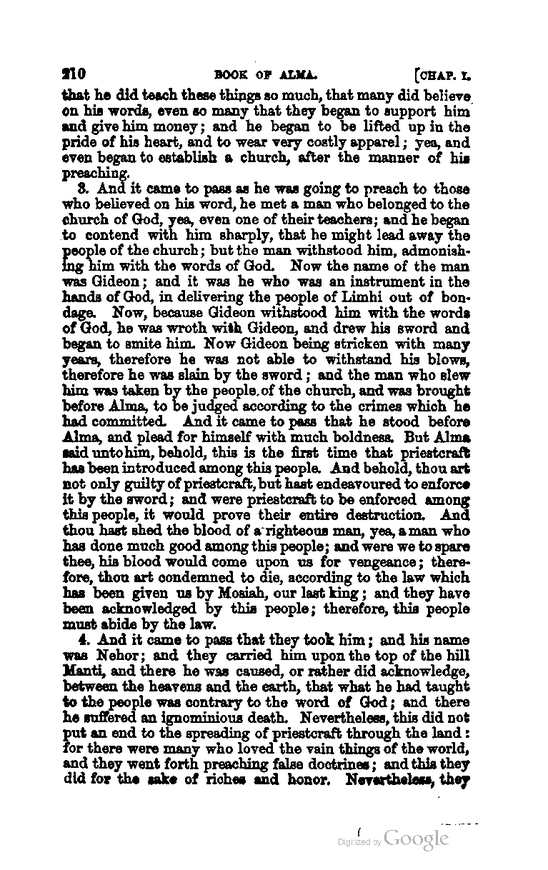 210 BOOK OF ALMA. [CHAP. I.
that he did teach these things so much, that many did believe
on his words, even so many that they began to support him
and give him money; and he began to be lifted up in the
pride of his heart, and to wear very costly apparel; yea, and
even began to establish a church, after the manner of his
preaching.
3. And it came to pass as he was going to preach to those
who believed on his word, he met a man who belonged to the
church of God, yea, even one of their teachers; and he began
to contend with him sharply, that he might lead away the
people of the church; but the man withstood him, admonish-
ing him with the words of God. Now the name of the man
was Gideon; and it was he who was an instrument in the
hands of God, in delivering the people of Limhi out of bon-
dage. Now, because Gideon withstood him with the words
of God, he was wroth with Gideon, and drew his sword and
began to smite him. Now Gideon being stricken with many
years, therefore he was not able to withstand his blows,
therefore he was slain by the sword; and the man who slew
him was taken by the people of the church, and was brought
before Alma, to be judged according to the crimes which he
had committed. And it came to pass that he stood before
Alma, and plead for himself with much boldness. But Alma
said unto him, behold, this is the first time that priestcraft
has been introduced among this people. And behold, thou art
not only guilty of priestcraft, but hast endeavoured to enforce
it by the sword; and were priestcraft to be enforced among
this people, it would prove their entire destruction. And
thou hast shed the blood of a righteous man, yea, a man who
has done much good among this people; and were we to spare
thee, his blood would come upon us for vengeance; there-
fore, thou art condemned to die, according to the law which
has been given us by Mosiah, our last king; and they have
been acknowledged by this people; therefore, this people
must abide by the law.
4. And it came to pass that they took him; and his name
was Nehor; and they carried him upon the top of the hill
Manti, and there he was caused, or rather did acknowledge,
between the heavens and the earth, that what he had taught
to the people was contrary to the word of God; and there
he suffered an ignominious death. Nevertheless, this did not
put an end to the spreading of priestcraft through the land:
for there were many who loved the vain things of the world,
and they went forth preaching false doctrines; and this they
did for the sake of riches and honor. Nevertheless, they
Digitized by Google